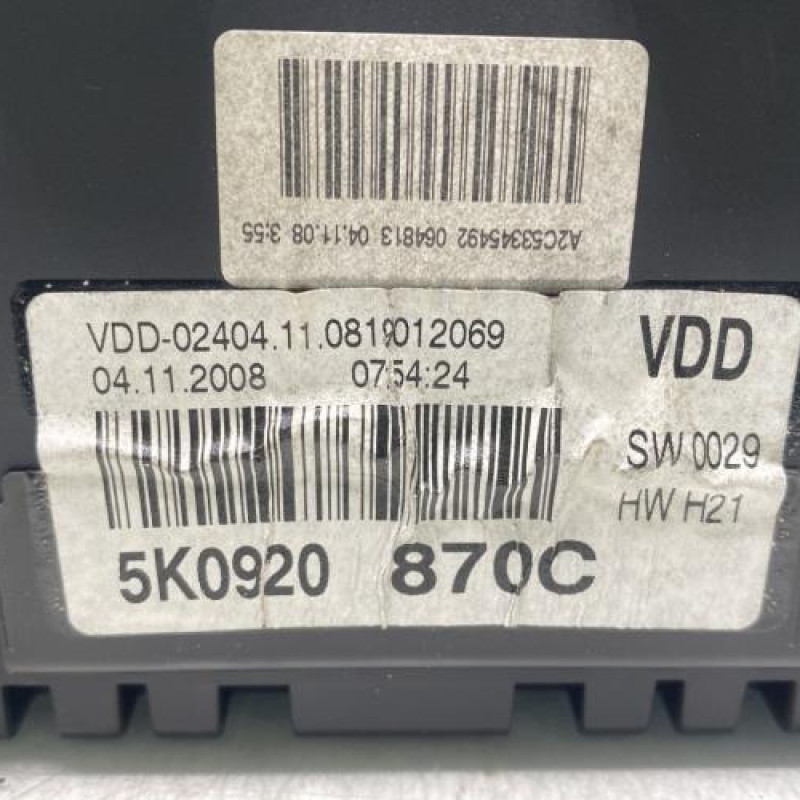 A2C53345492 064813 04.11.08 3:55
VDD-02404.11.0819012069
04.11.2008 07:54:24
VDD
SW 0029
HW H21
5K0920 870C